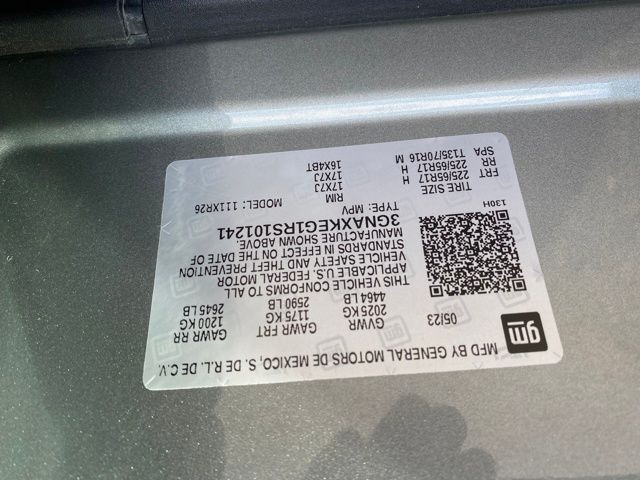 MFD BY GENERAL MOTORS DE MEXICO, S. DE R.L. DE C.V.
gm
05/23
GVWR GAWR FRT GAWR RR
2025 KG 1175 KG 1200 KG
4464 LB 2590 LB 2645 LB
THIS VEHICLE CONFORMS TO ALL
APPLICABLE U.S. FEDERAL MOTOR
VEHICLE SAFETY AND THEFT PREVENTION
STANDARDS IN EFFECT ON THE DATE OF
MANUFACTURE SHOWN ABOVE.
3GNAXKEG1RS101241
TYPE: MPV MODEL: 111XR26
130H
TIRE SIZE RIM
FRT 225/65R17 H 17X7J
RR 225/65R17 H 17X7J
SPA T135/70R16 M 16X4BT